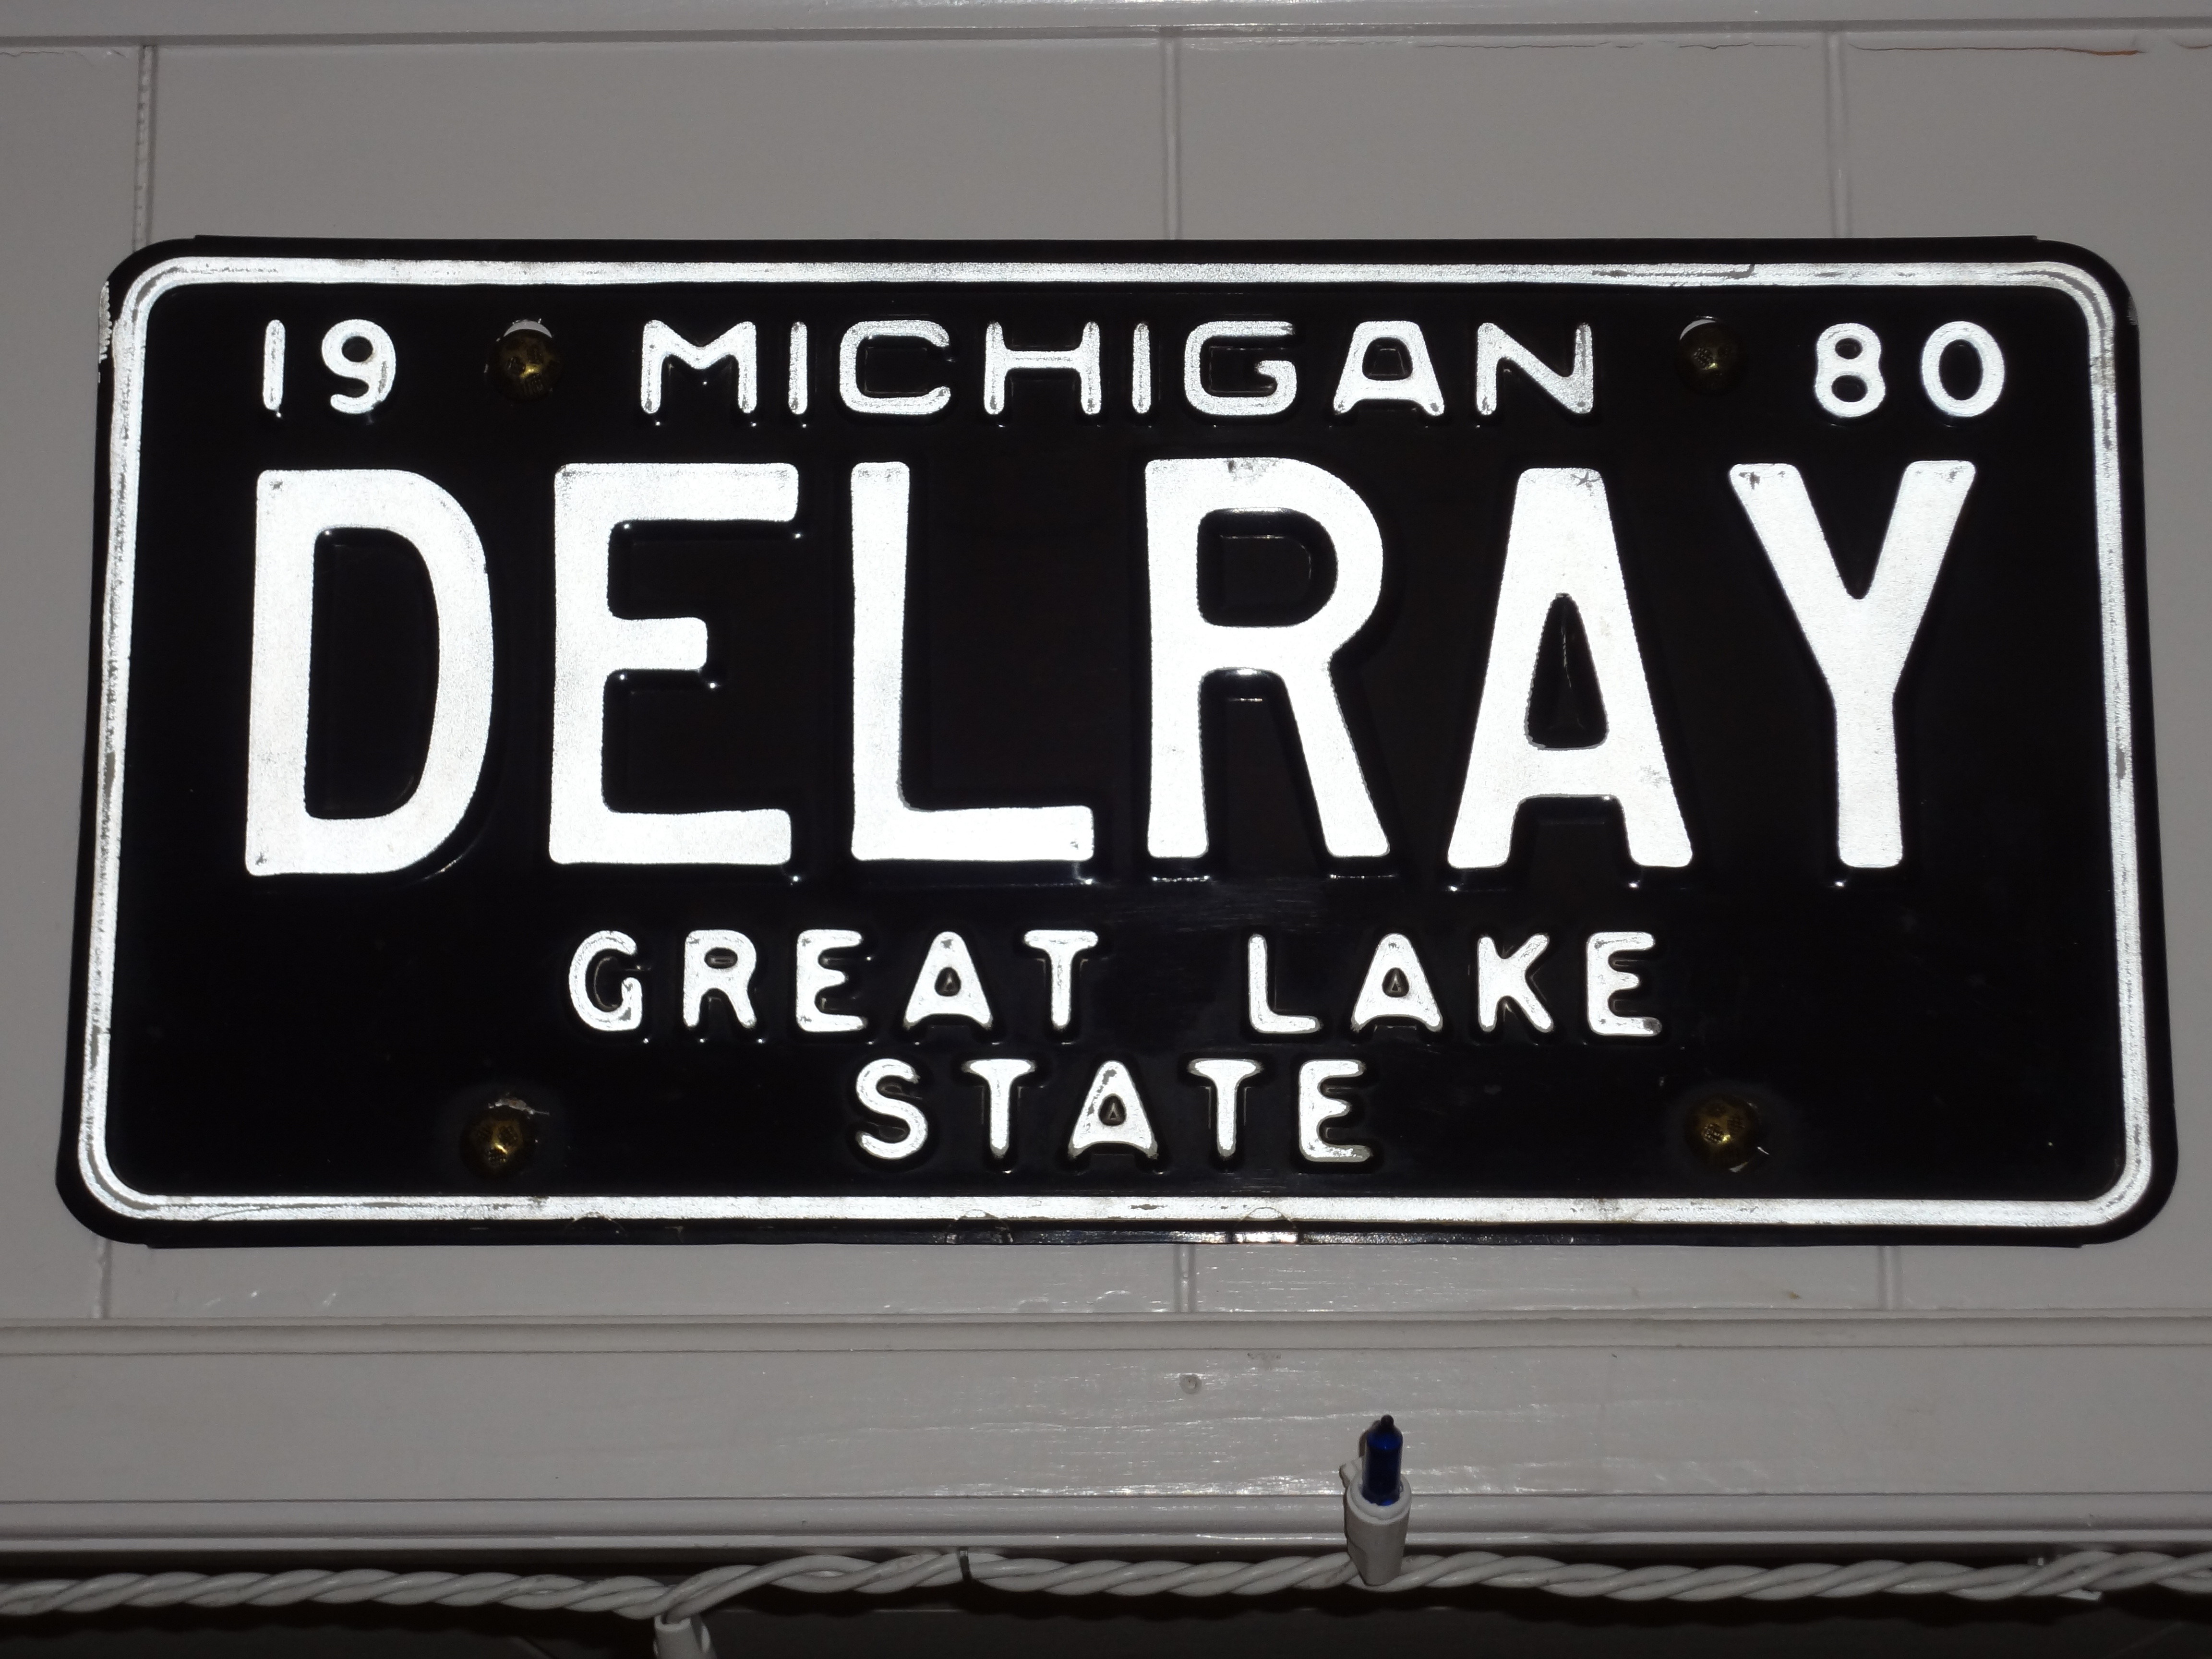 19 MICHIGAN 80
DELRAY
GREAT LAKE
STATE